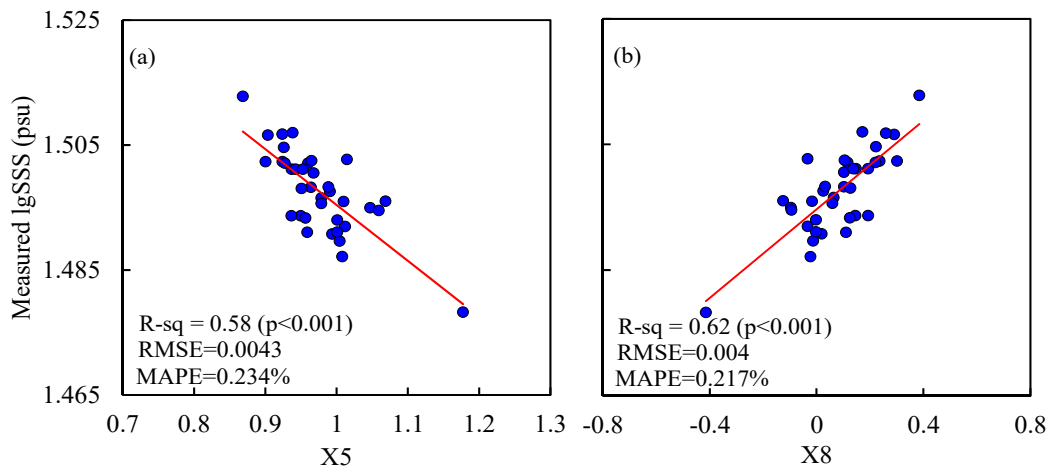 1.525
1.505
1.485
1.465
Measured lgSSS (psu)
(a)
R-sq = 0.58 (p<0.001)
RMSE=0.0043
MAPE=0.234%
0.7 0.8 0.9 1 1.1 1.2 1.3
X5
(b)
R-sq = 0.62 (p<0.001)
RMSE=0.004
MAPE=0.217%
-0.8 -0.4 0 0.4 0.8
X8